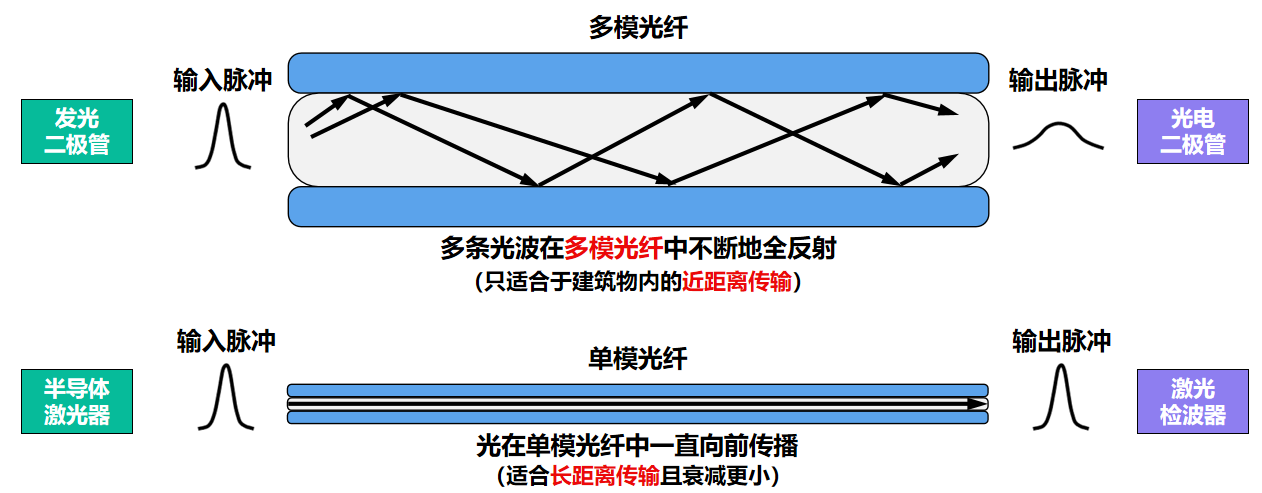 多模光纤
输入脉冲
输出脉冲
发光
二极管
光电
二极管
多条光波在多模光纤中不断地全反射
（只适合于建筑物内的近距离传输）
输入脉冲
单模光纤
输出脉冲
半导体
激光器
激光
检波器
光在单模光纤中一直向前传播
（适合长距离传输且衰减更小）